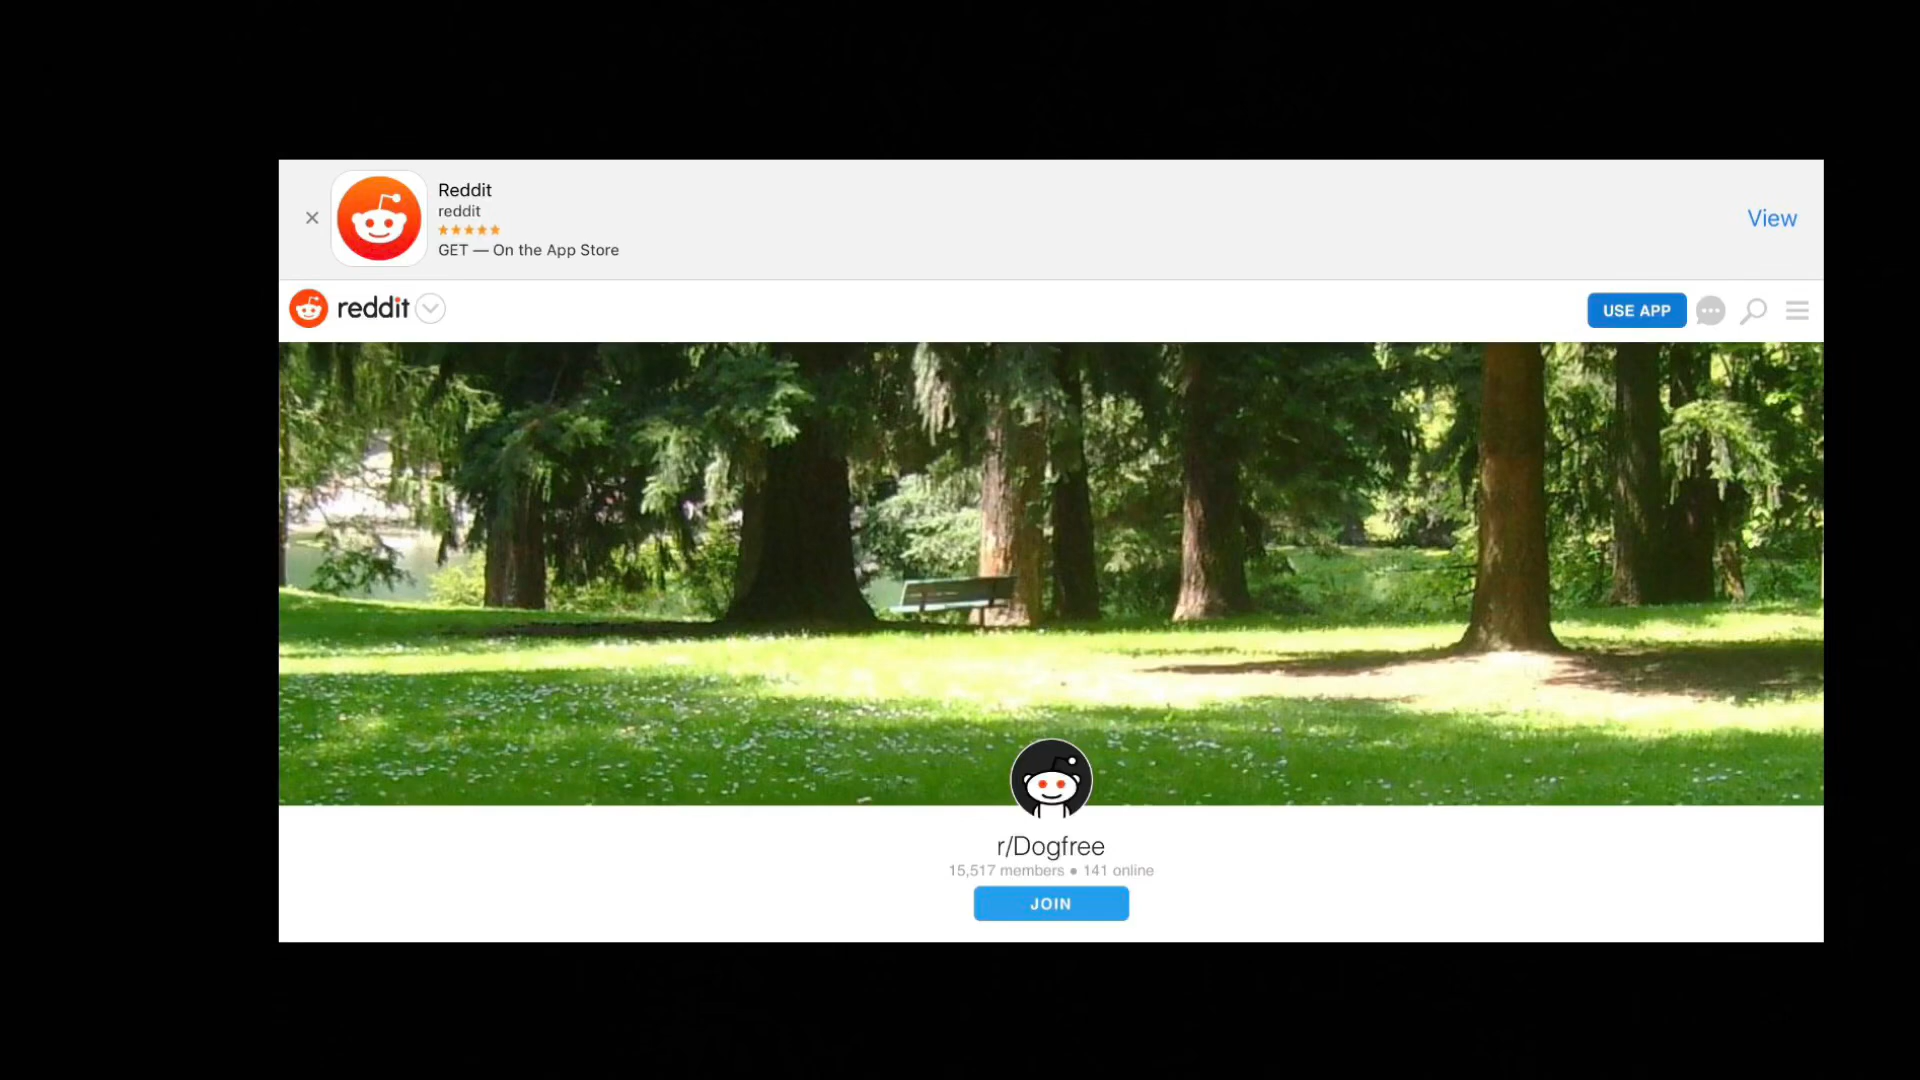 Reddit
reddit
GET — On the App Store
View
reddit
USE APP
r/Dogfree
15,517 members • 141 online
JOIN